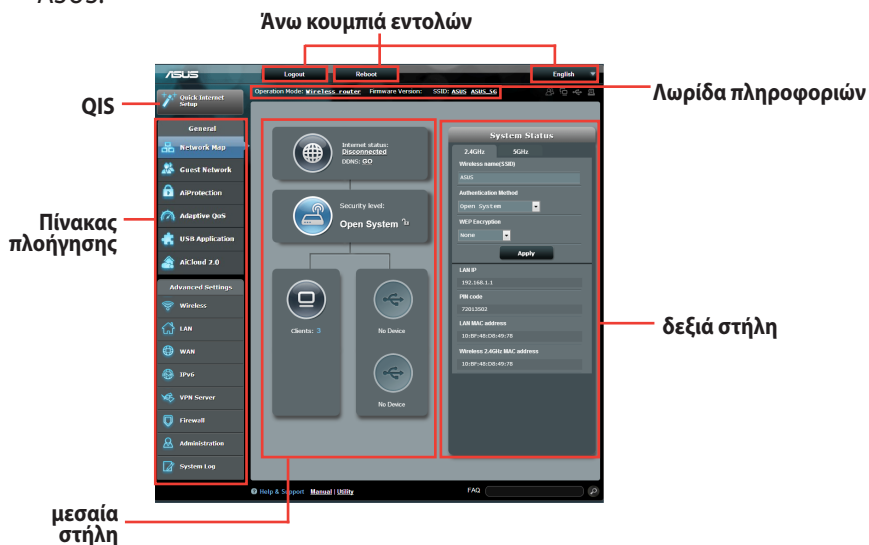 ASUS.
Άνω κουμπιά εντολών
QIS
Λωρίδα πληροφοριών
Πίνακας
πλοήγησης
δεξιά στήλη
μεσαία
στήλη
ASUS
Logout
Reboot
English
Quick Internet
Setup
Operation Mode: Wireless router Firmware Version: SSID: ASUS ASUS_5G
General
Network Map
Guest Network
AiProtection
Adaptive QoS
USB Application
AiCloud 2.0
Advanced Settings
Wireless
LAN
WAN
IPv6
VPN Server
Firewall
Administration
System Log
Internet status:
Disconnected
DDNS: GO
Security level:
Open System
Clients: 3
No Device
No Device
System Status
2.4GHz 5GHz
Wireless name(SSID)
ASUS
Authentication Method
Open System
WEP Encryption
None
Apply
LAN IP
192.168.1.1
PIN code
72013502
LAN MAC address
10:BF:48:D8:49:78
Wireless 2.4GHz MAC address
10:BF:48:D8:49:78
Help & Support Manual | Utility
FAQ